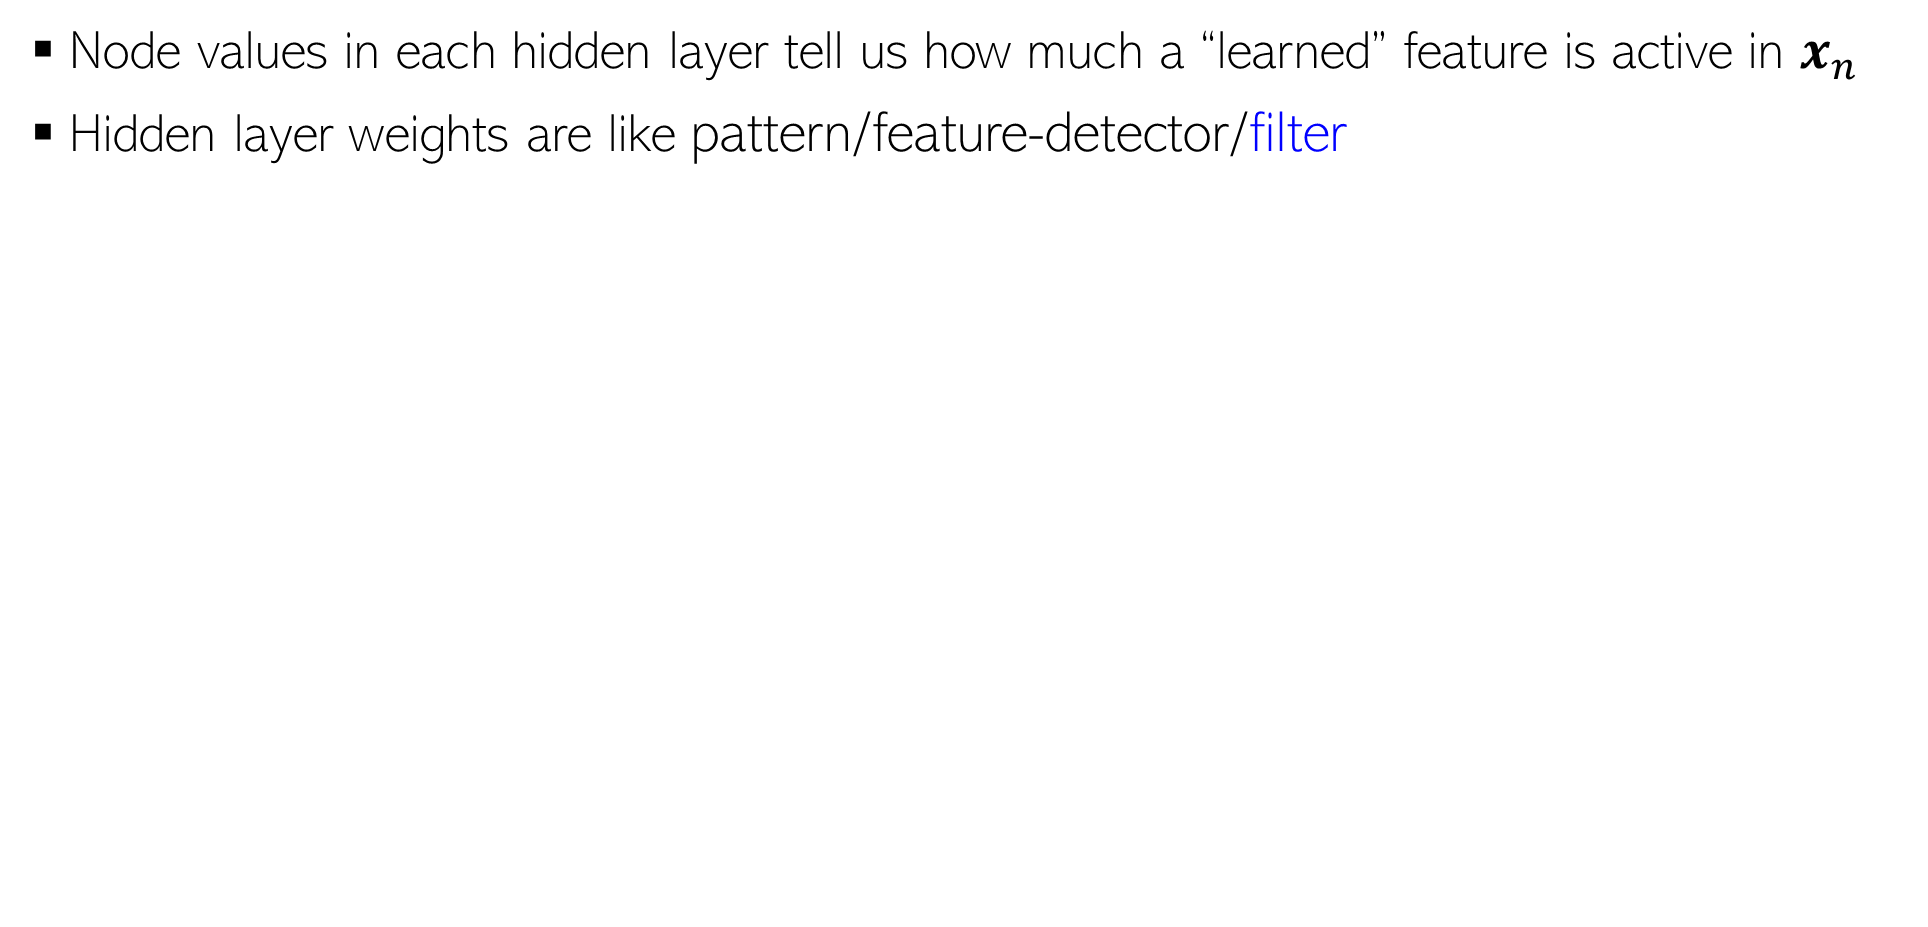 ▪ Node values in each hidden layer tell us how much a “learned” feature is active in 𝒙ₙ
▪ Hidden layer weights are like pattern/feature-detector/filter